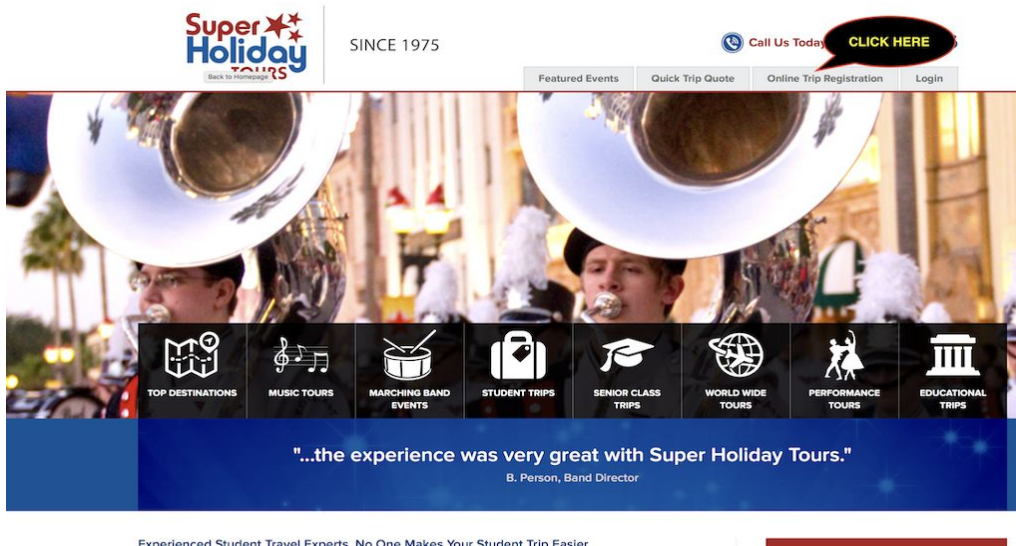 Super
Holiday
TOURS
Back to Homepage
SINCE 1975
Call Us Today
CLICK HERE
Featured Events
Quick Trip Quote
Online Trip Registration
Login
TOP DESTINATIONS
MUSIC TOURS
MARCHING BAND
EVENTS
STUDENT TRIPS
SENIOR CLASS
TRIPS
WORLD WIDE
TOURS
PERFORMANCE
TOURS
EDUCATIONAL
TRIPS
"...the experience was very great with Super Holiday Tours."
B. Person, Band Director
Experienced Student Travel Experts. No One Makes Your Student Trip Easier